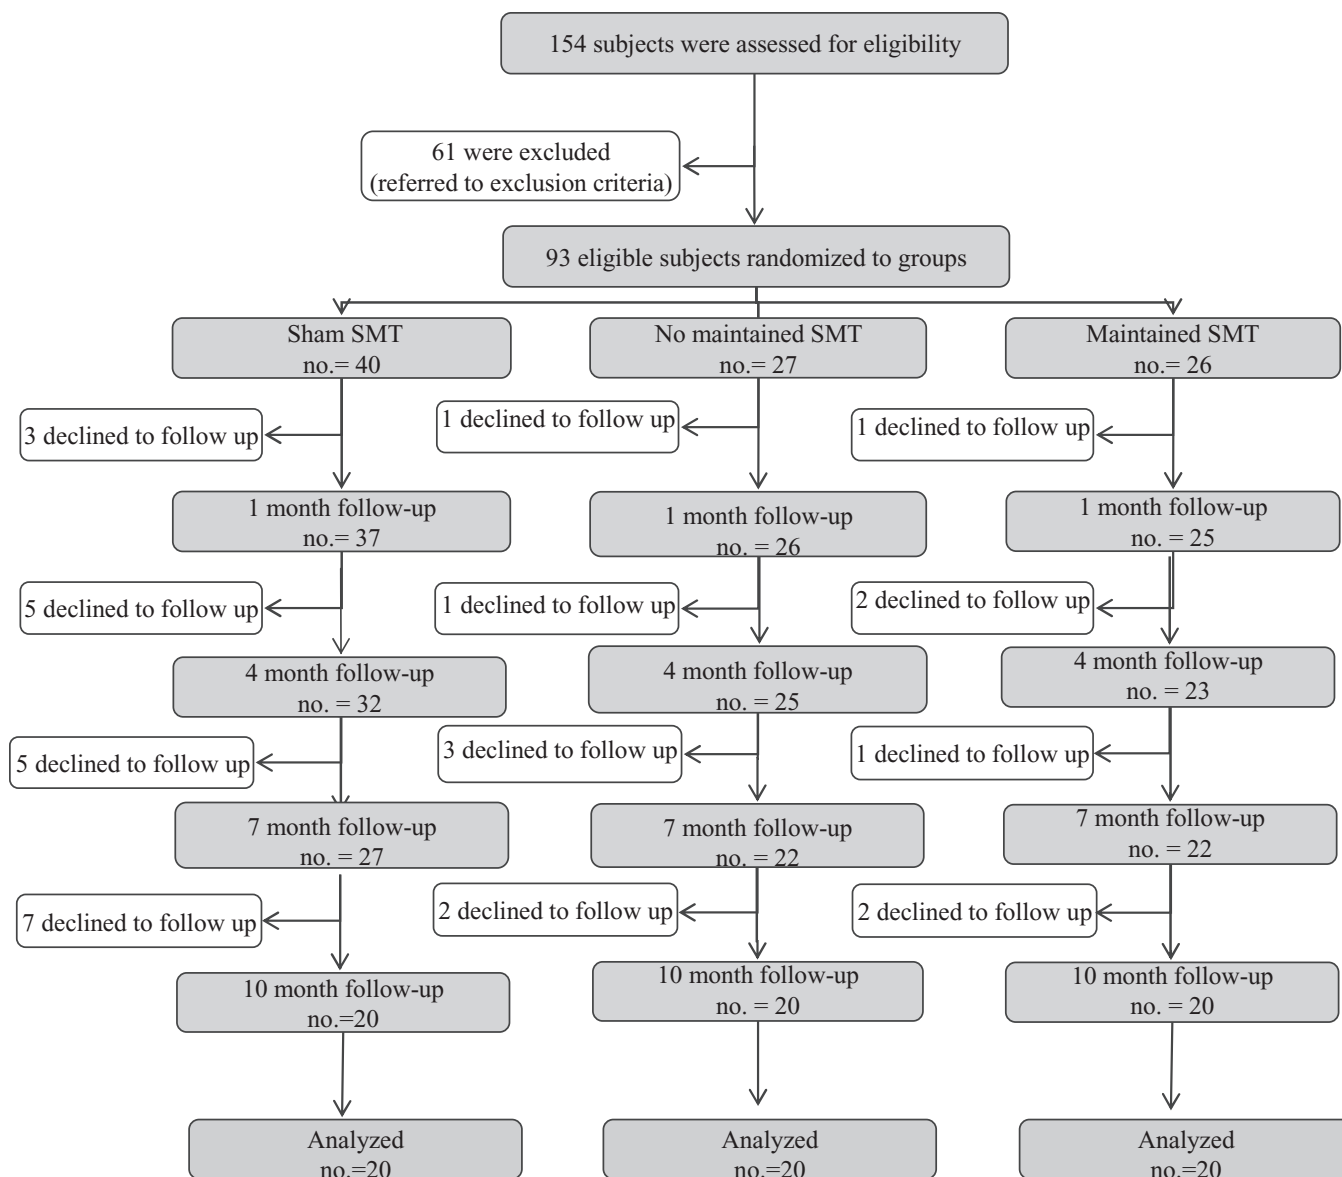 154 subjects were assessed for eligibility
61 were excluded
(referred to exclusion criteria)
93 eligible subjects randomized to groups
Sham SMT
no.= 40
No maintained SMT
no.= 27
Maintained SMT
no.= 26
3 declined to follow up
1 declined to follow up
1 declined to follow up
1 month follow-up
no.= 37
1 month follow-up
no. = 26
1 month follow-up
no. = 25
5 declined to follow up
1 declined to follow up
2 declined to follow up
4 month follow-up
no. = 32
4 month follow-up
no. = 25
4 month follow-up
no. = 23
5 declined to follow up
3 declined to follow up
1 declined to follow up
7 month follow-up
no. = 27
7 month follow-up
no. = 22
7 month follow-up
no. = 22
7 declined to follow up
2 declined to follow up
2 declined to follow up
10 month follow-up
no.=20
10 month follow-up
no. = 20
10 month follow-up
no. = 20
Analyzed
no.=20
Analyzed
no.=20
Analyzed
no.=20